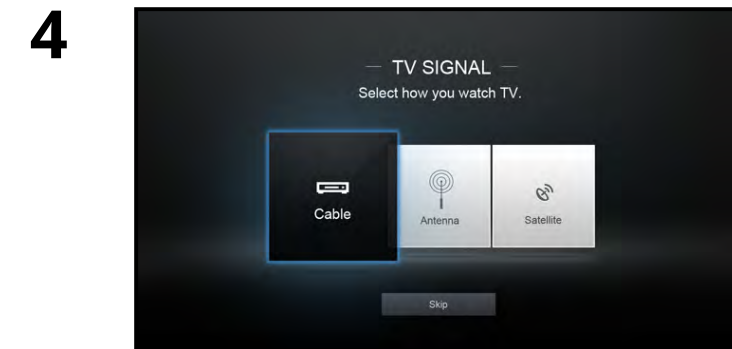 4
— TV SIGNAL —
Select how you watch TV.
Cable
Antenna
Satellite
Skip